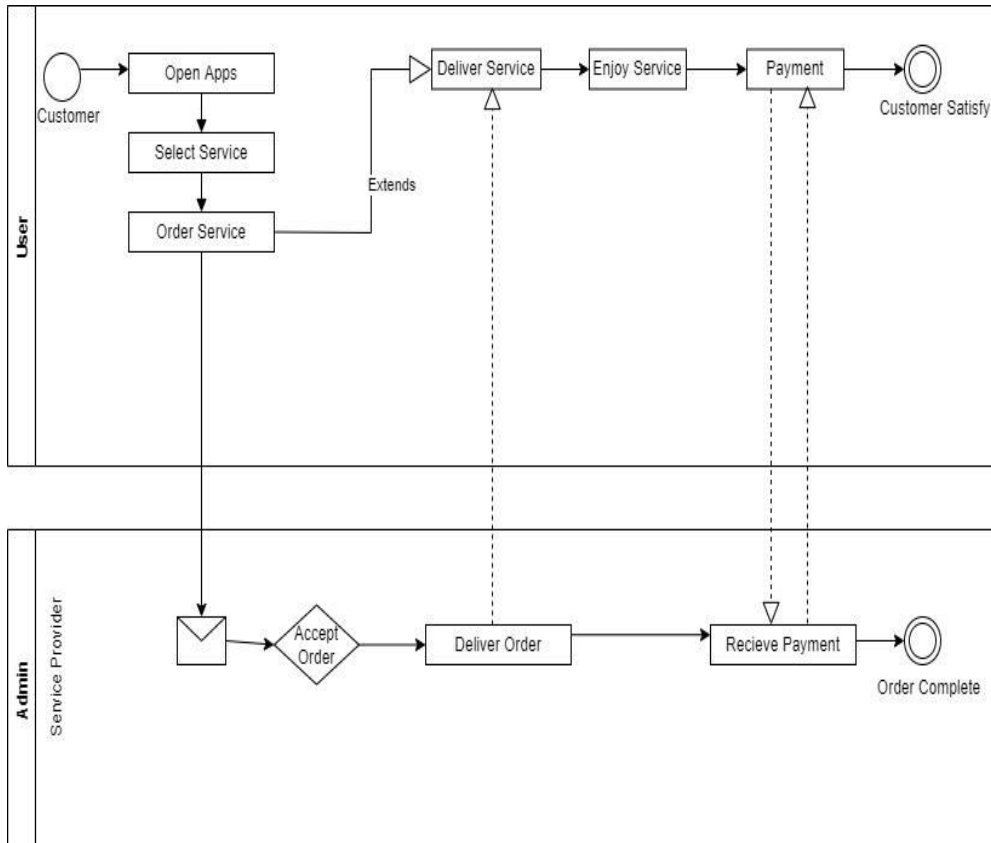 Open Apps
Deliver Service
Enjoy Service
Payment
Customer
Customer Satisfy
Select Service
Extends
Order Service
User
Accept
Order
Deliver Order
Recieve Payment
Order Complete
Service Provider
Admin